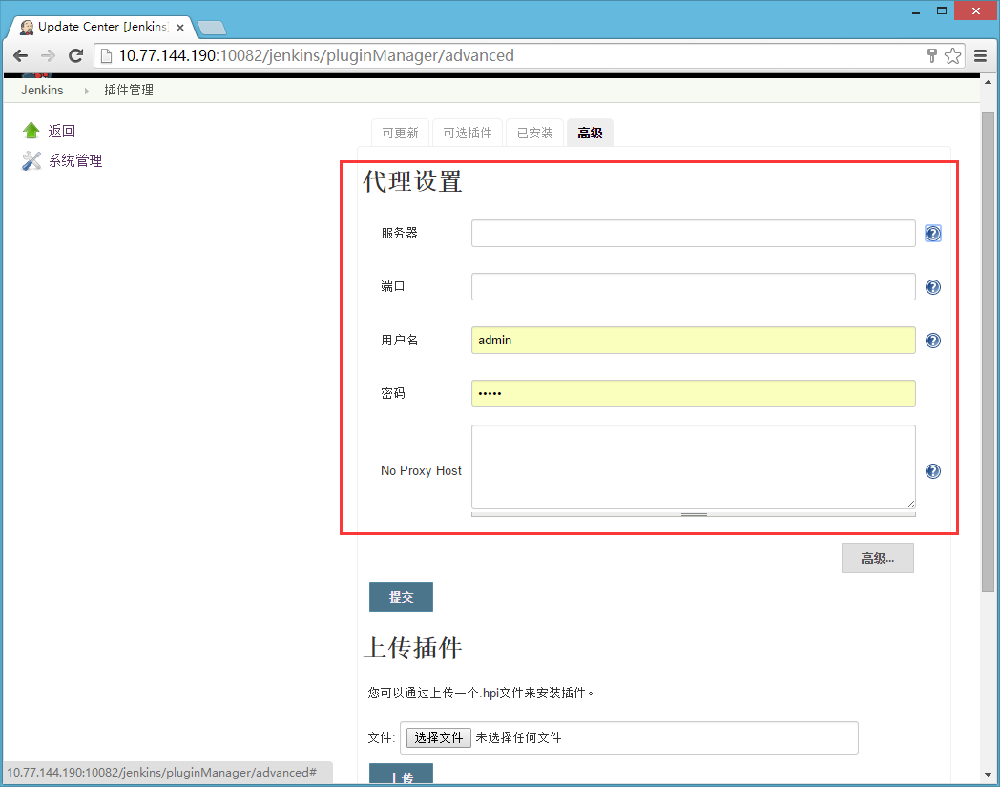 Update Center [Jenkins]
10.77.144.190:10082/jenkins/pluginManager/advanced
Jenkins 插件管理
返回
系统管理
可更新 可选插件 已安装 高级
代理设置
服务器
端口
用户名 admin
密码 •••••
No Proxy Host
高级...
提交
上传插件
您可以通过上传一个.hpi文件来安装插件。
文件: 选择文件 未选择任何文件
上传
10.77.144.190:10082/jenkins/pluginManager/advanced#